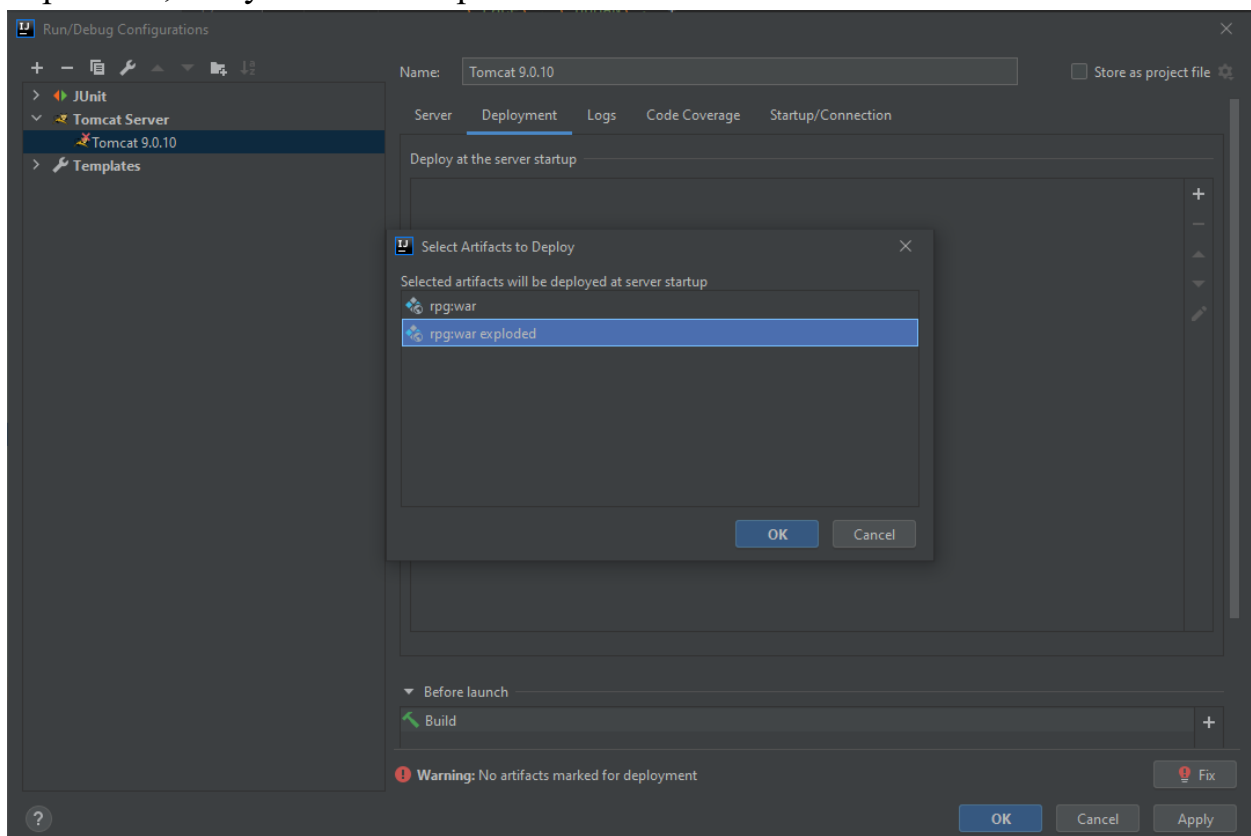 Run/Debug Configurations
Name: Tomcat 9.0.10
Store as project file
JUnit
Tomcat Server
Tomcat 9.0.10
Templates
Server Deployment Logs Code Coverage Startup/Connection
Deploy at the server startup
Select Artifacts to Deploy
Selected artifacts will be deployed at server startup
rpg:war
rpg:war exploded
OK Cancel
Before launch
Build
Warning: No artifacts marked for deployment
Fix
? OK Cancel Apply